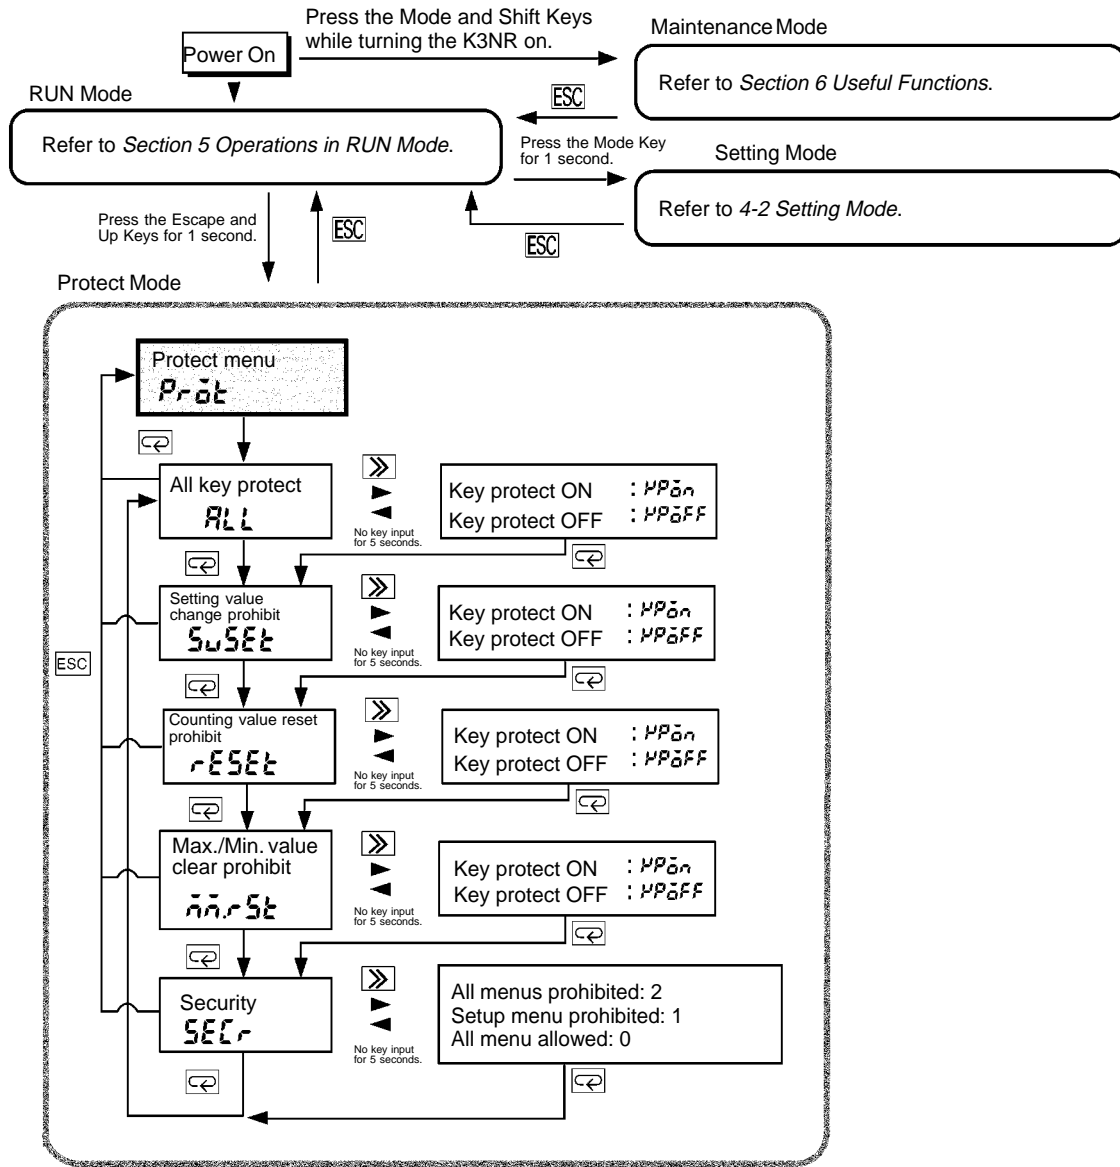 Press the Mode and Shift Keys
while turning the K3NR on.
Maintenance Mode
Power On
Refer to Section 6 Useful Functions.
RUN Mode
ESC
Refer to Section 5 Operations in RUN Mode.
Press the Mode Key
for 1 second.
Setting Mode
Refer to 4-2 Setting Mode.
Press the Escape and
Up Keys for 1 second.
ESC
ESC
Protect Mode
Protect menu
Prōt
All key protect
ALL
No key input
for 5 seconds.
Key protect ON : KPōn
Key protect OFF : KPōFF
Setting value
change prohibit
SvSEt
No key input
for 5 seconds.
Key protect ON : KPōn
Key protect OFF : KPōFF
ESC
Counting value reset
prohibit
rESEt
No key input
for 5 seconds.
Key protect ON : KPōn
Key protect OFF : KPōFF
Max./Min. value
clear prohibit
m̄m̄.rSt
No key input
for 5 seconds.
Key protect ON : KPōn
Key protect OFF : KPōFF
Security
SECr
No key input
for 5 seconds.
All menus prohibited: 2
Setup menu prohibited: 1
All menu allowed: 0